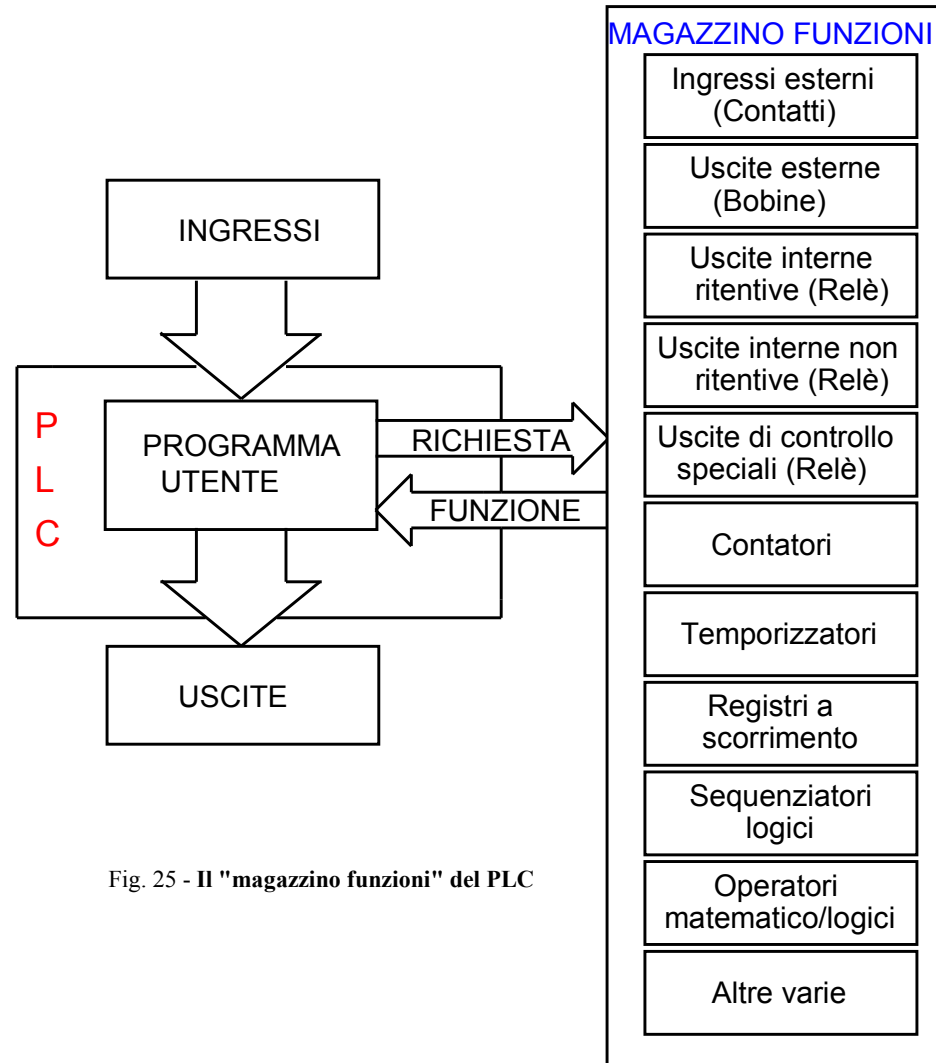 MAGAZZINO FUNZIONI
Ingressi esterni
(Contatti)
Uscite esterne
(Bobine)
Uscite interne
ritentive (Relè)
Uscite interne non
ritentive (Relè)
Uscite di controllo
speciali (Relè)
Contatori
Temporizzatori
Registri a
scorrimento
Sequenziatori
logici
Operatori
matematico/logici
Altre varie
INGRESSI
P
L
C
PROGRAMMA
UTENTE
RICHIESTA
FUNZIONE
USCITE
Fig. 25 - Il "magazzino funzioni" del PLC